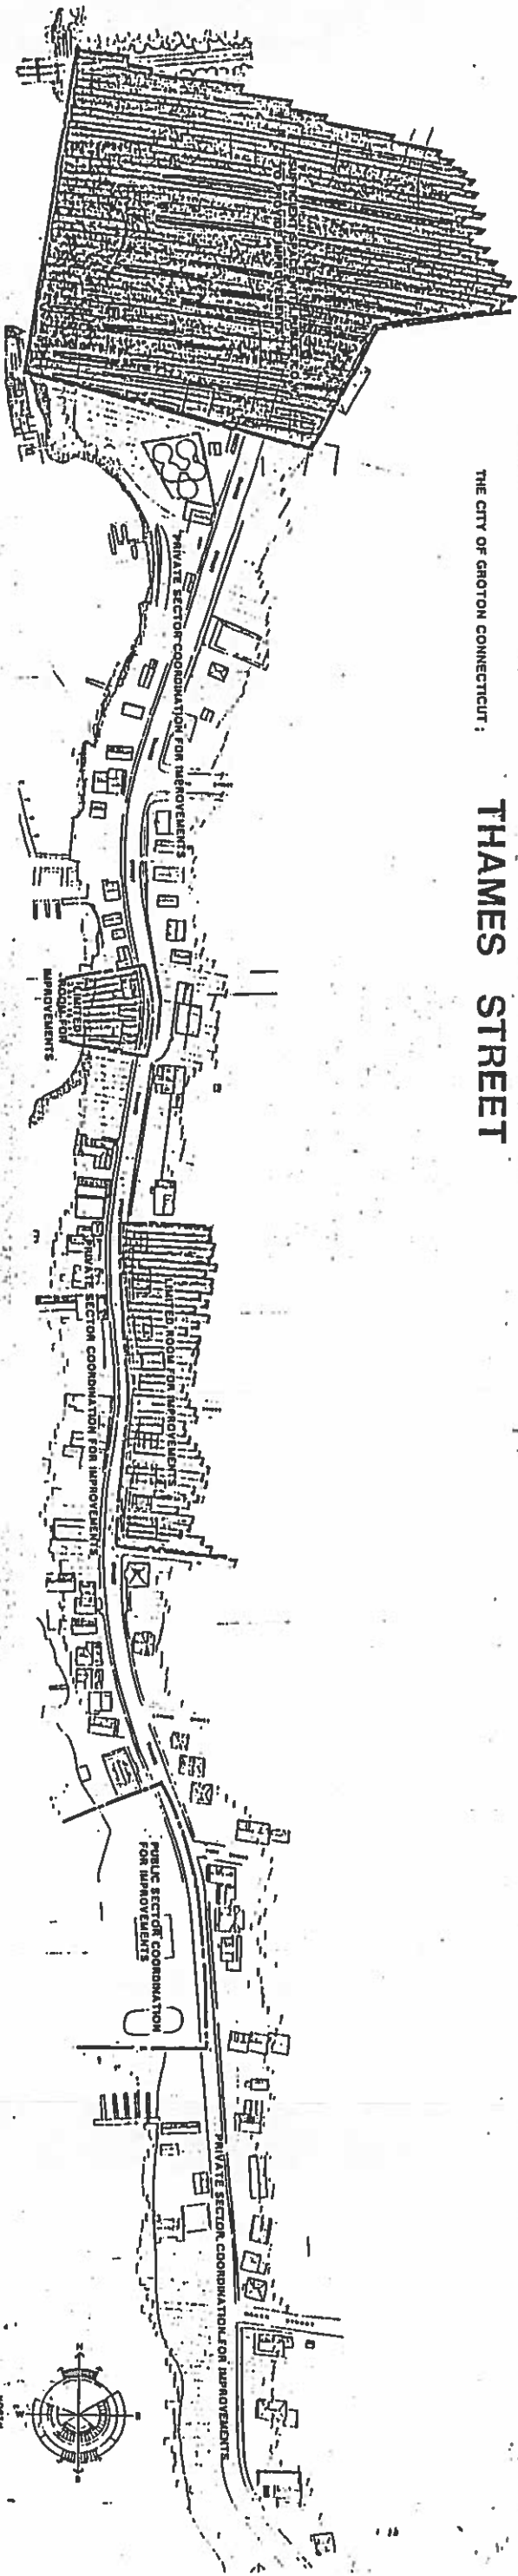 THE CITY OF GROTON CONNECTICUT ;
THAMES STREET
PRIVATE SECTOR COORDINATION FOR IMPROVEMENTS
LIMITED
ROOM FOR
IMPROVEMENTS
LIMITED ROOM FOR IMPROVEMENTS
PRIVATE SECTOR COORDINATION FOR IMPROVEMENTS
PUBLIC SECTOR COORDINATION
FOR IMPROVEMENTS
PRIVATE SECTOR COORDINATION FOR IMPROVEMENTS
N
W
NORTH